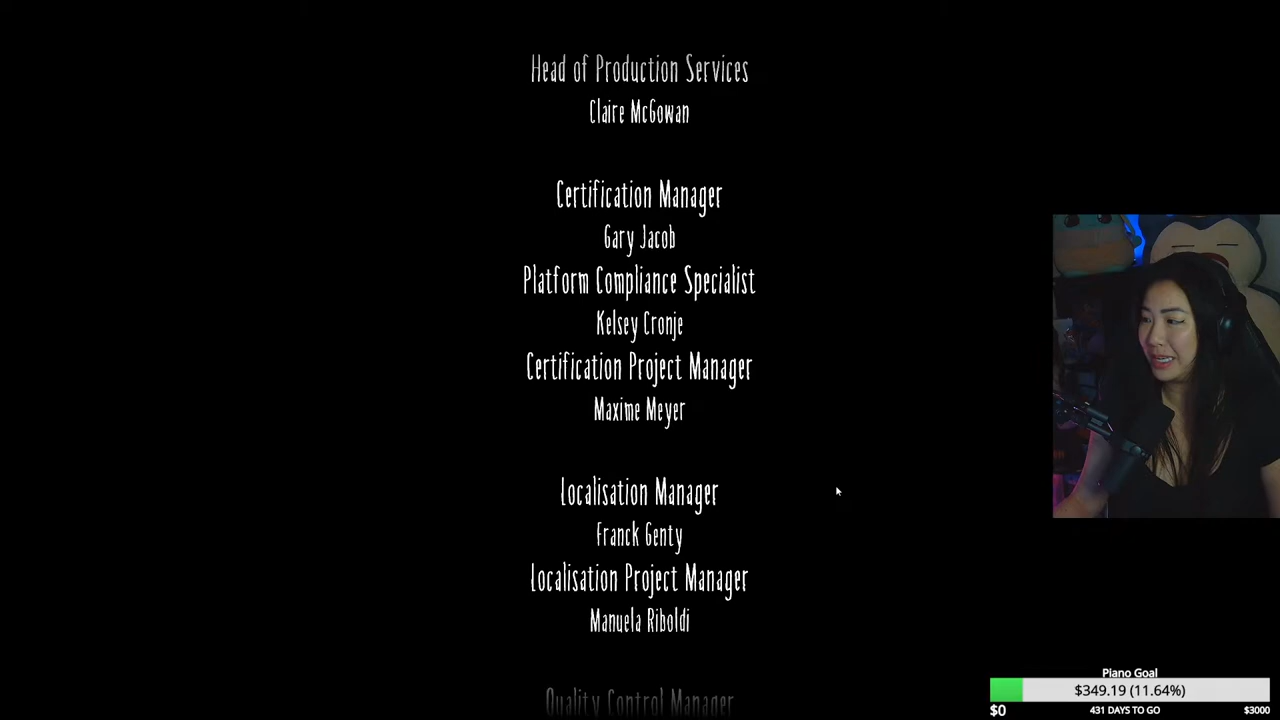 Head of Production Services
Claire McGowan
Certification Manager
Gary Jacob
Platform Compliance Specialist
Kelsey Cronje
Certification Project Manager
Maxime Meyer
Localisation Manager
Franck Genty
Localisation Project Manager
Manuela Riboldi
Quality Control Manager
Piano Goal
$349.19 (11.64%)
$0 431 DAYS TO GO $3000